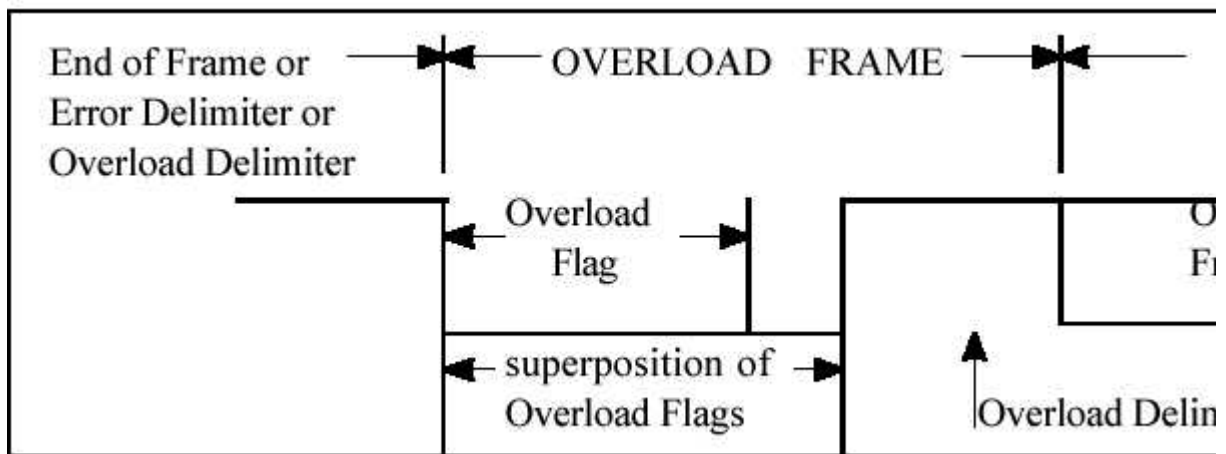 End of Frame or
Error Delimiter or
Overload Delimiter
OVERLOAD FRAME
Overload
Flag
superposition of
Overload Flags